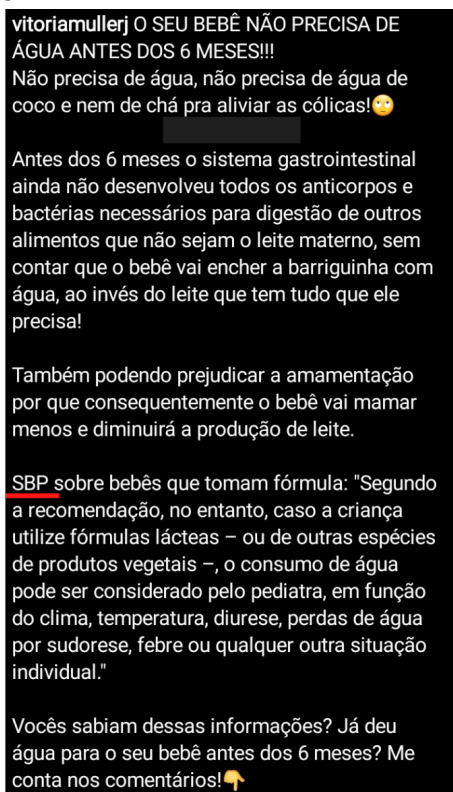 vitoriamullerj O SEU BEBÊ NÃO PRECISA DE
ÁGUA ANTES DOS 6 MESES!!!
Não precisa de água, não precisa de água de
coco e nem de chá pra aliviar as cólicas!🙄
Antes dos 6 meses o sistema gastrointestinal
ainda não desenvolveu todos os anticorpos e
bactérias necessários para digestão de outros
alimentos que não sejam o leite materno, sem
contar que o bebê vai encher a barriguinha com
água, ao invés do leite que tem tudo que ele
precisa!
Também podendo prejudicar a amamentação
por que consequentemente o bebê vai mamar
menos e diminuirá a produção de leite.
SBP sobre bebês que tomam fórmula: "Segundo
a recomendação, no entanto, caso a criança
utilize fórmulas lácteas – ou de outras espécies
de produtos vegetais –, o consumo de água
pode ser considerado pelo pediatra, em função
do clima, temperatura, diurese, perdas de água
por sudorese, febre ou qualquer outra situação
individual."
Vocês sabiam dessas informações? Já deu
água para o seu bebê antes dos 6 meses? Me
conta nos comentários!👇